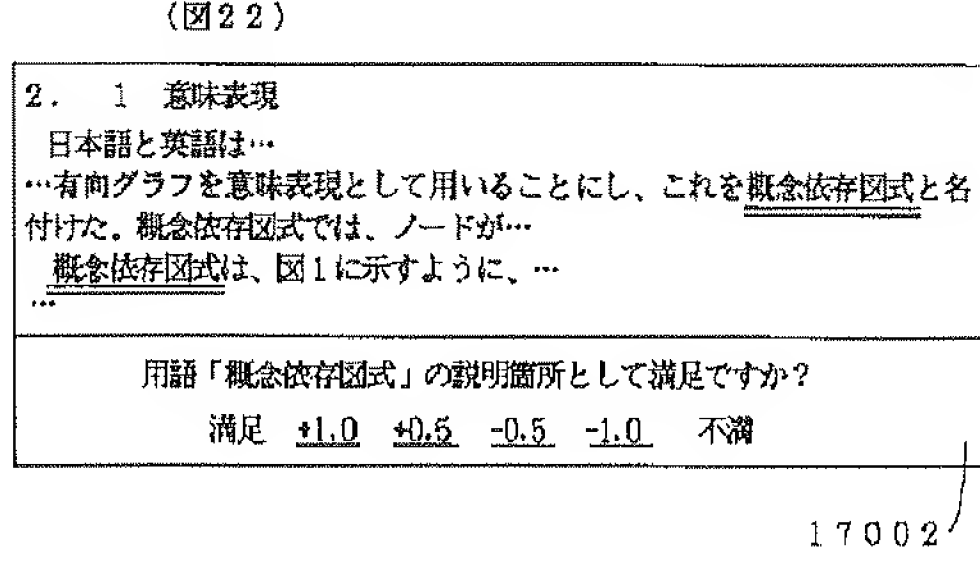 (図22)
2. 1 意味表現
日本語と英語は…
…有向グラフを意味表現として用いることにし、これを概念依存図式と名
付けた。概念依存図式では、ノードが…
概念依存図式は、図1に示すように、…
…
用語「概念依存図式」の説明箇所として満足ですか?
満足 +1.0 +0.5 -0.5 -1.0 不満
17002